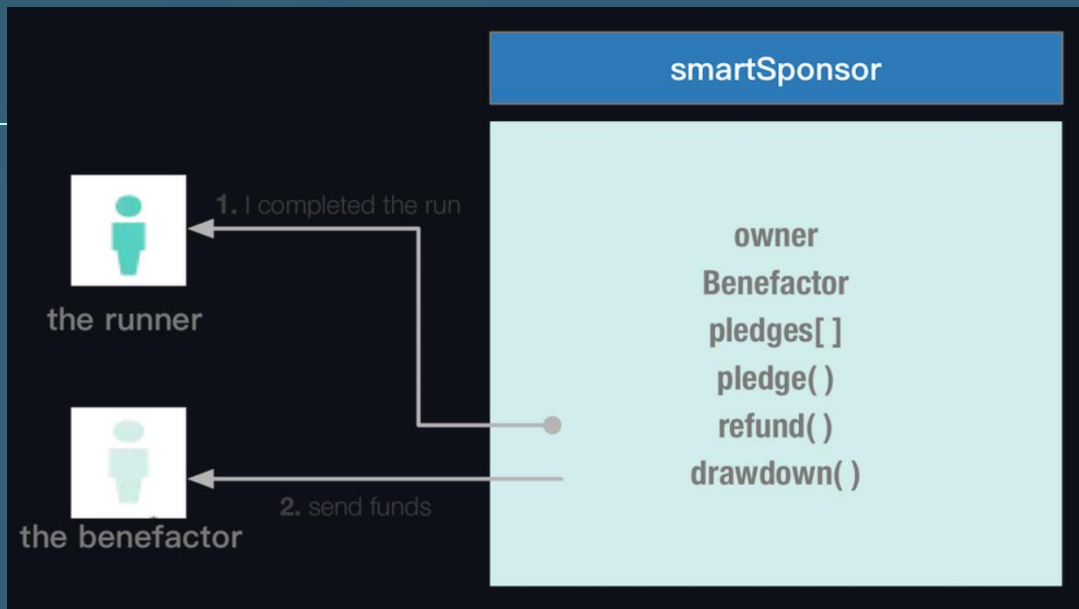 smartSponsor
1. I completed the run
the runner
owner
Benefactor
pledges[ ]
pledge( )
refund( )
drawdown( )
2. send funds
the benefactor